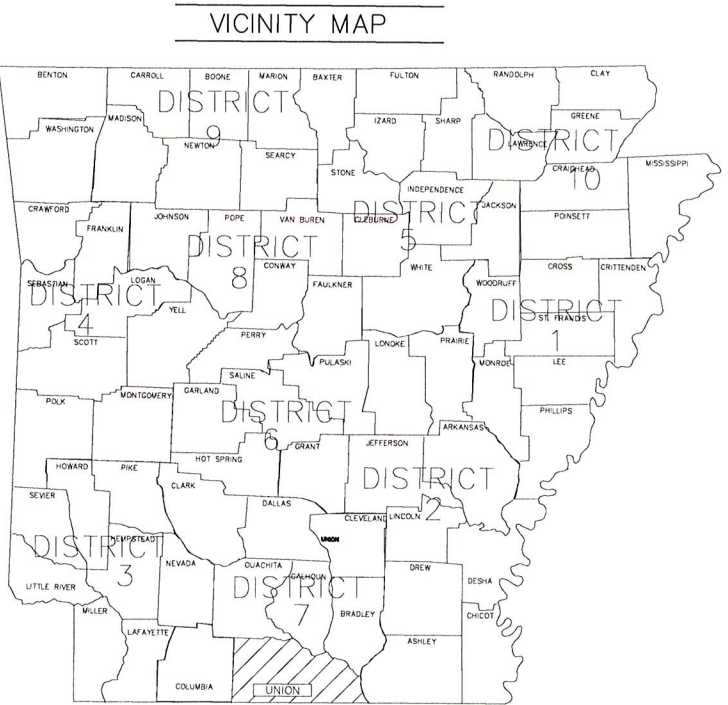 VICINITY MAP
BENTON CARROLL BOONE MARION BAXTER FULTON RANDOLPH CLAY
DISTRICT
9
MADISON IZARD SHARP GREENE
WASHINGTON DISTRICT
10
NEWTON LAWRENCE
SEARCY STONE CRAIGHEAD MISSISSIPPI
INDEPENDENCE
CRAWFORD JOHNSON POPE VAN BUREN CLEBURNE JACKSON POINSETT
FRANKLIN DISTRICT
8
DISTRICT
5
CONWAY WHITE CROSS CRITTENDEN
SEBASTIAN LOGAN FAULKNER WOODRUFF
DISTRICT
4
YELL DISTRICT
1
ST. FRANCIS
SCOTT PERRY LONOKE PRAIRIE
PULASKI MONROE LEE
SALINE
POLK MONTGOMERY GARLAND PHILLIPS
DISTRICT
6
ARKANSAS
GRANT JEFFERSON
HOT SPRING
HOWARD PIKE DISTRICT
2
SEVIER CLARK
DALLAS CLEVELAND LINCOLN
HEMPSTEAD UNION
DISTRICT
3
NEVADA OUACHITA DREW
CALHOUN DESHA
DISTRICT
7
LITTLE RIVER
MILLER BRADLEY CHICOT
LAFAYETTE ASHLEY
COLUMBIA UNION